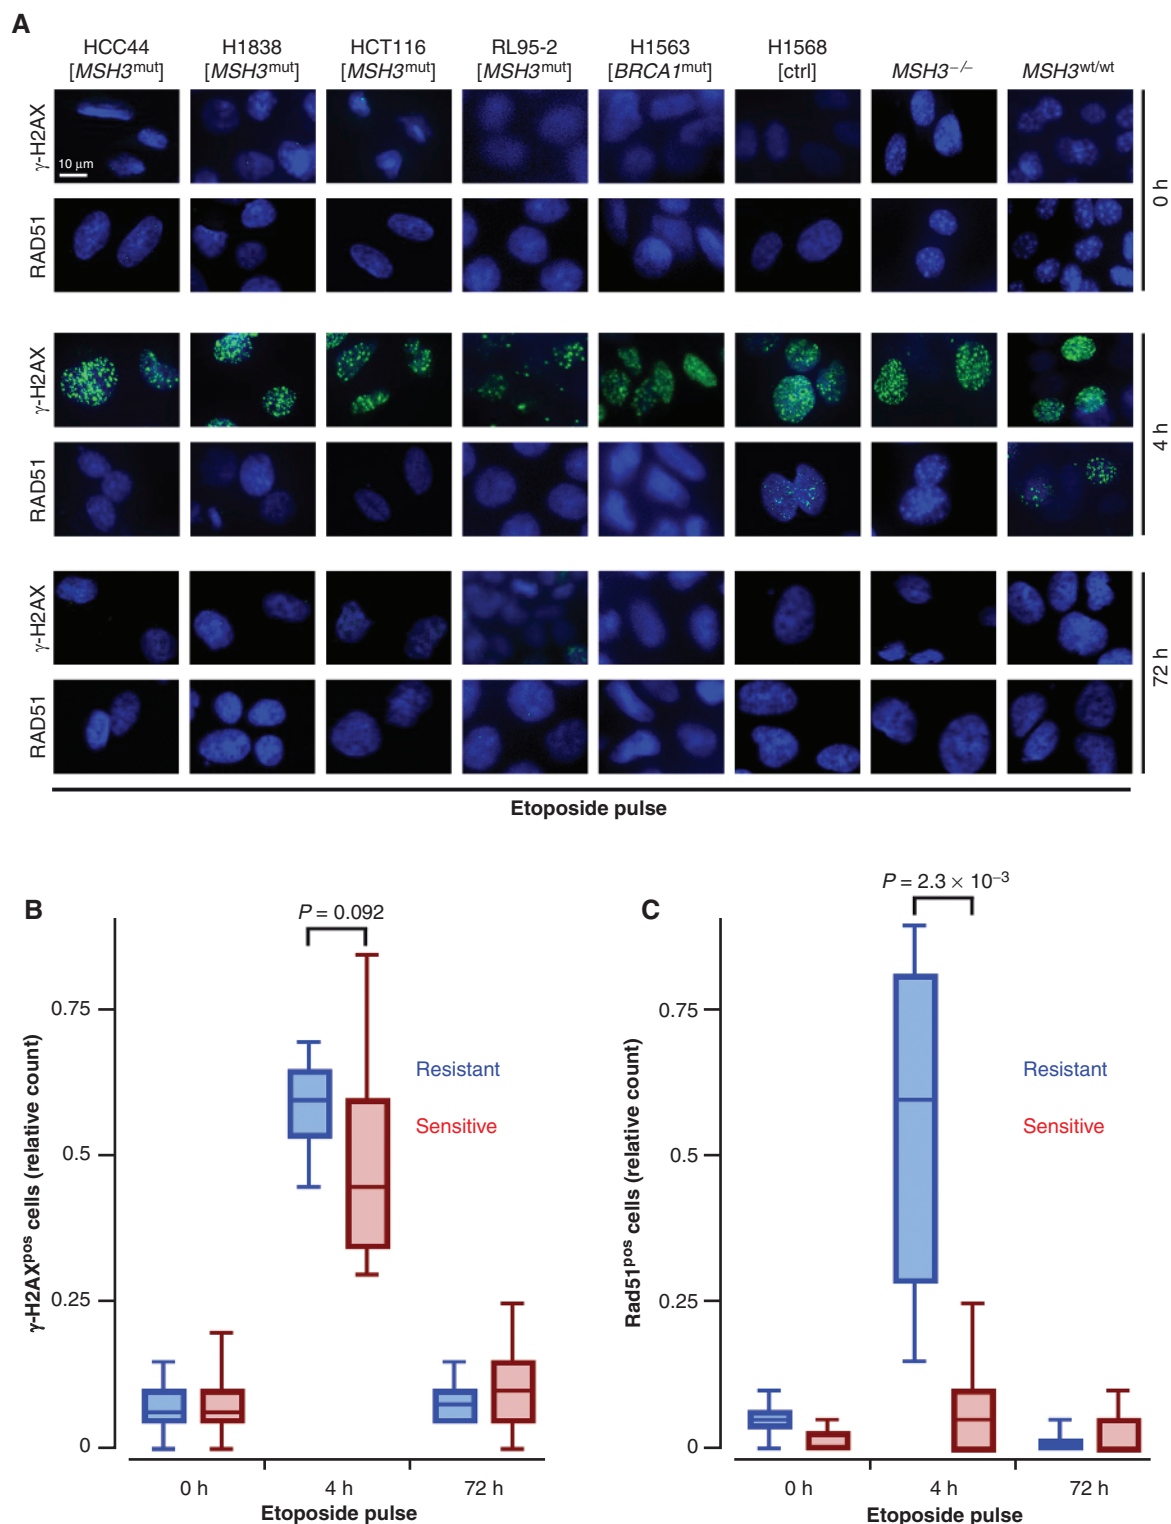 A
HCC44 H1838 HCT116 RL95-2 H1563 H1568
[MSH3mut] [MSH3mut] [MSH3mut] [MSH3mut] [BRCA1mut] [ctrl] MSH3−/− MSH3wt/wt
γ-H2AX
10 μm
RAD51
0 h
γ-H2AX
RAD51
4 h
γ-H2AX
RAD51
72 h
Etoposide pulse
B
P = 0.092
γ-H2AXpos cells (relative count)
0.75
0.5
0.25
0
Resistant
Sensitive
0 h 4 h 72 h
Etoposide pulse
C
P = 2.3 × 10−3
Rad51pos cells (relative count)
0.75
0.5
0.25
0
Resistant
Sensitive
0 h 4 h 72 h
Etoposide pulse